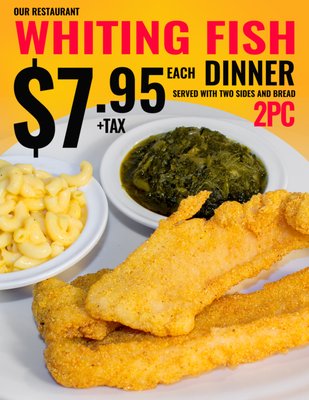 OUR RESTAURANT
WHITING FISH
$7.95 EACH DINNER
+TAX
SERVED WITH TWO SIDES AND BREAD
2PC